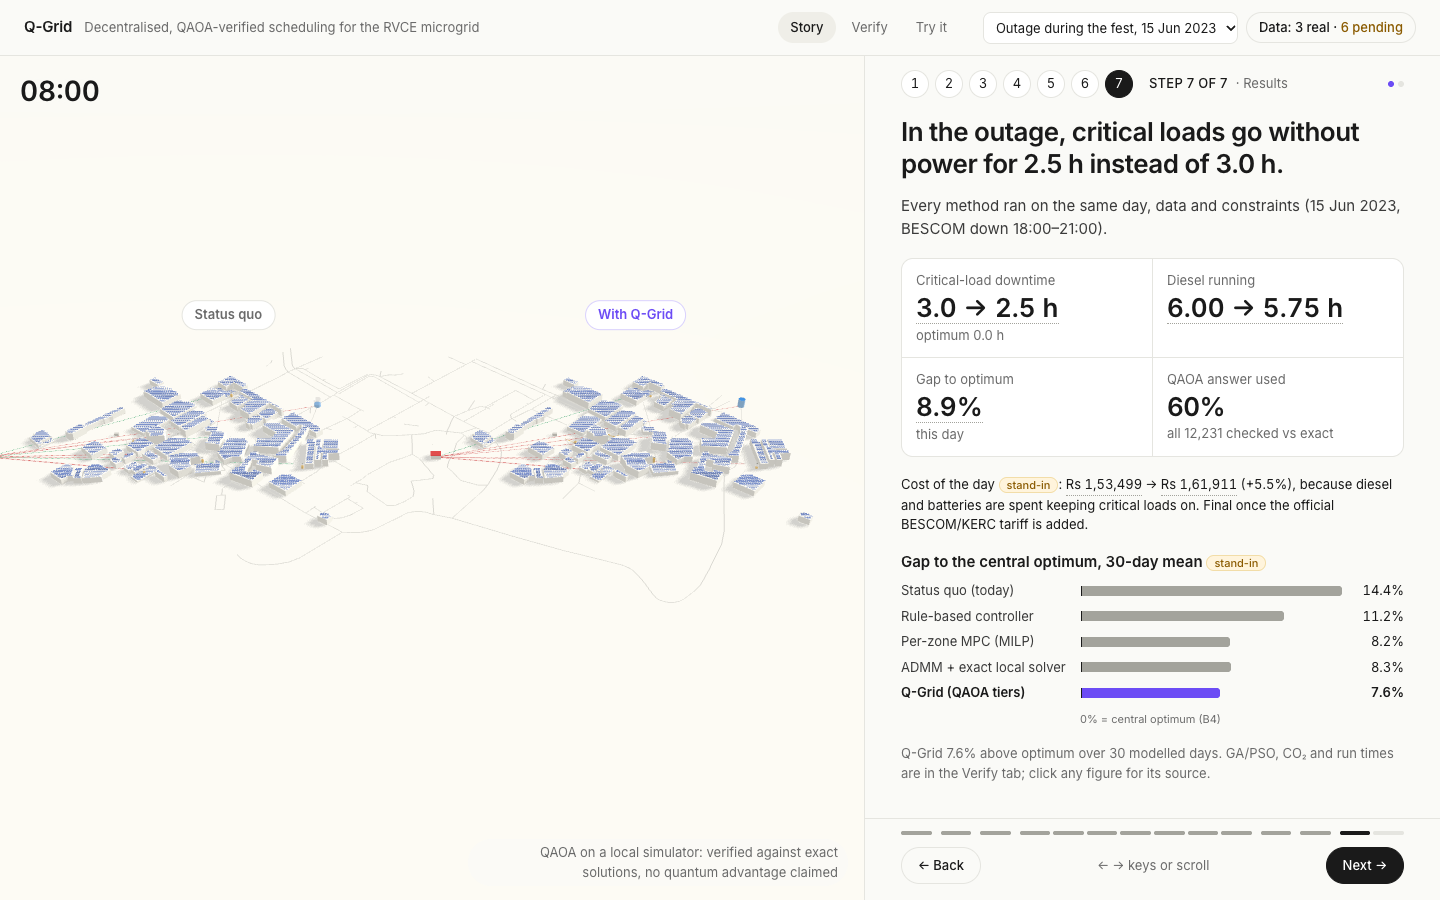 Q-Grid Decentralised, QAOA-verified scheduling for the RVCE microgrid
Story Verify Try it
Outage during the fest, 15 Jun 2023
Data: 3 real · 6 pending
08:00
Status quo
With Q-Grid
QAOA on a local simulator: verified against exact
solutions, no quantum advantage claimed
1 2 3 4 5 6 7 STEP 7 OF 7 · Results
In the outage, critical loads go without
power for 2.5 h instead of 3.0 h.
Every method ran on the same day, data and constraints (15 Jun 2023,
BESCOM down 18:00–21:00).
Critical-load downtime
3.0 → 2.5 h
optimum 0.0 h
Diesel running
6.00 → 5.75 h
Gap to optimum
8.9%
this day
QAOA answer used
60%
all 12,231 checked vs exact
Cost of the day stand-in : Rs 1,53,499 → Rs 1,61,911 (+5.5%), because diesel
and batteries are spent keeping critical loads on. Final once the official
BESCOM/KERC tariff is added.
Gap to the central optimum, 30-day mean stand-in
Status quo (today) 14.4%
Rule-based controller 11.2%
Per-zone MPC (MILP) 8.2%
ADMM + exact local solver 8.3%
Q-Grid (QAOA tiers) 7.6%
0% = central optimum (B4)
Q-Grid 7.6% above optimum over 30 modelled days. GA/PSO, CO₂ and run times
are in the Verify tab; click any figure for its source.
← Back
← → keys or scroll
Next →